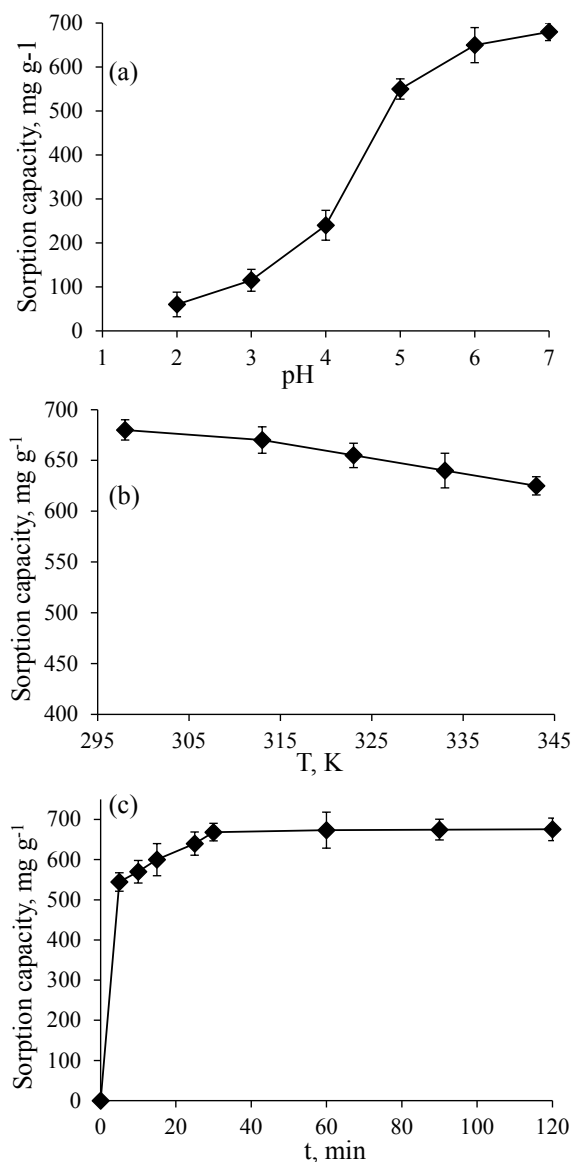 700
600
500
400
300
200
100
0
(a)
Sorption capacity, mg g-1
1 2 3 4 5 6 7
pH
700
650
600
550
500
450
400
(b)
Sorption capacity, mg g⁻¹
295 305 315 325 335 345
T, K
(c)
700
600
500
400
300
200
100
0
Sorption capacity, mg g⁻¹
0 20 40 60 80 100 120
t, min